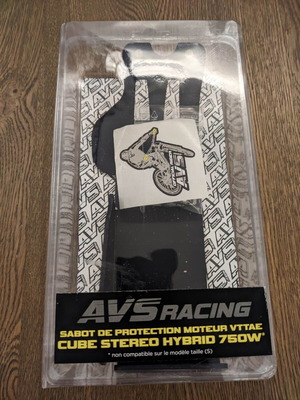 AVS RACING
SABOT DE PROTECTION MOTEUR VTTAE
CUBE STEREO HYBRID 750W*
* non compatible sur le modèle taille (S)